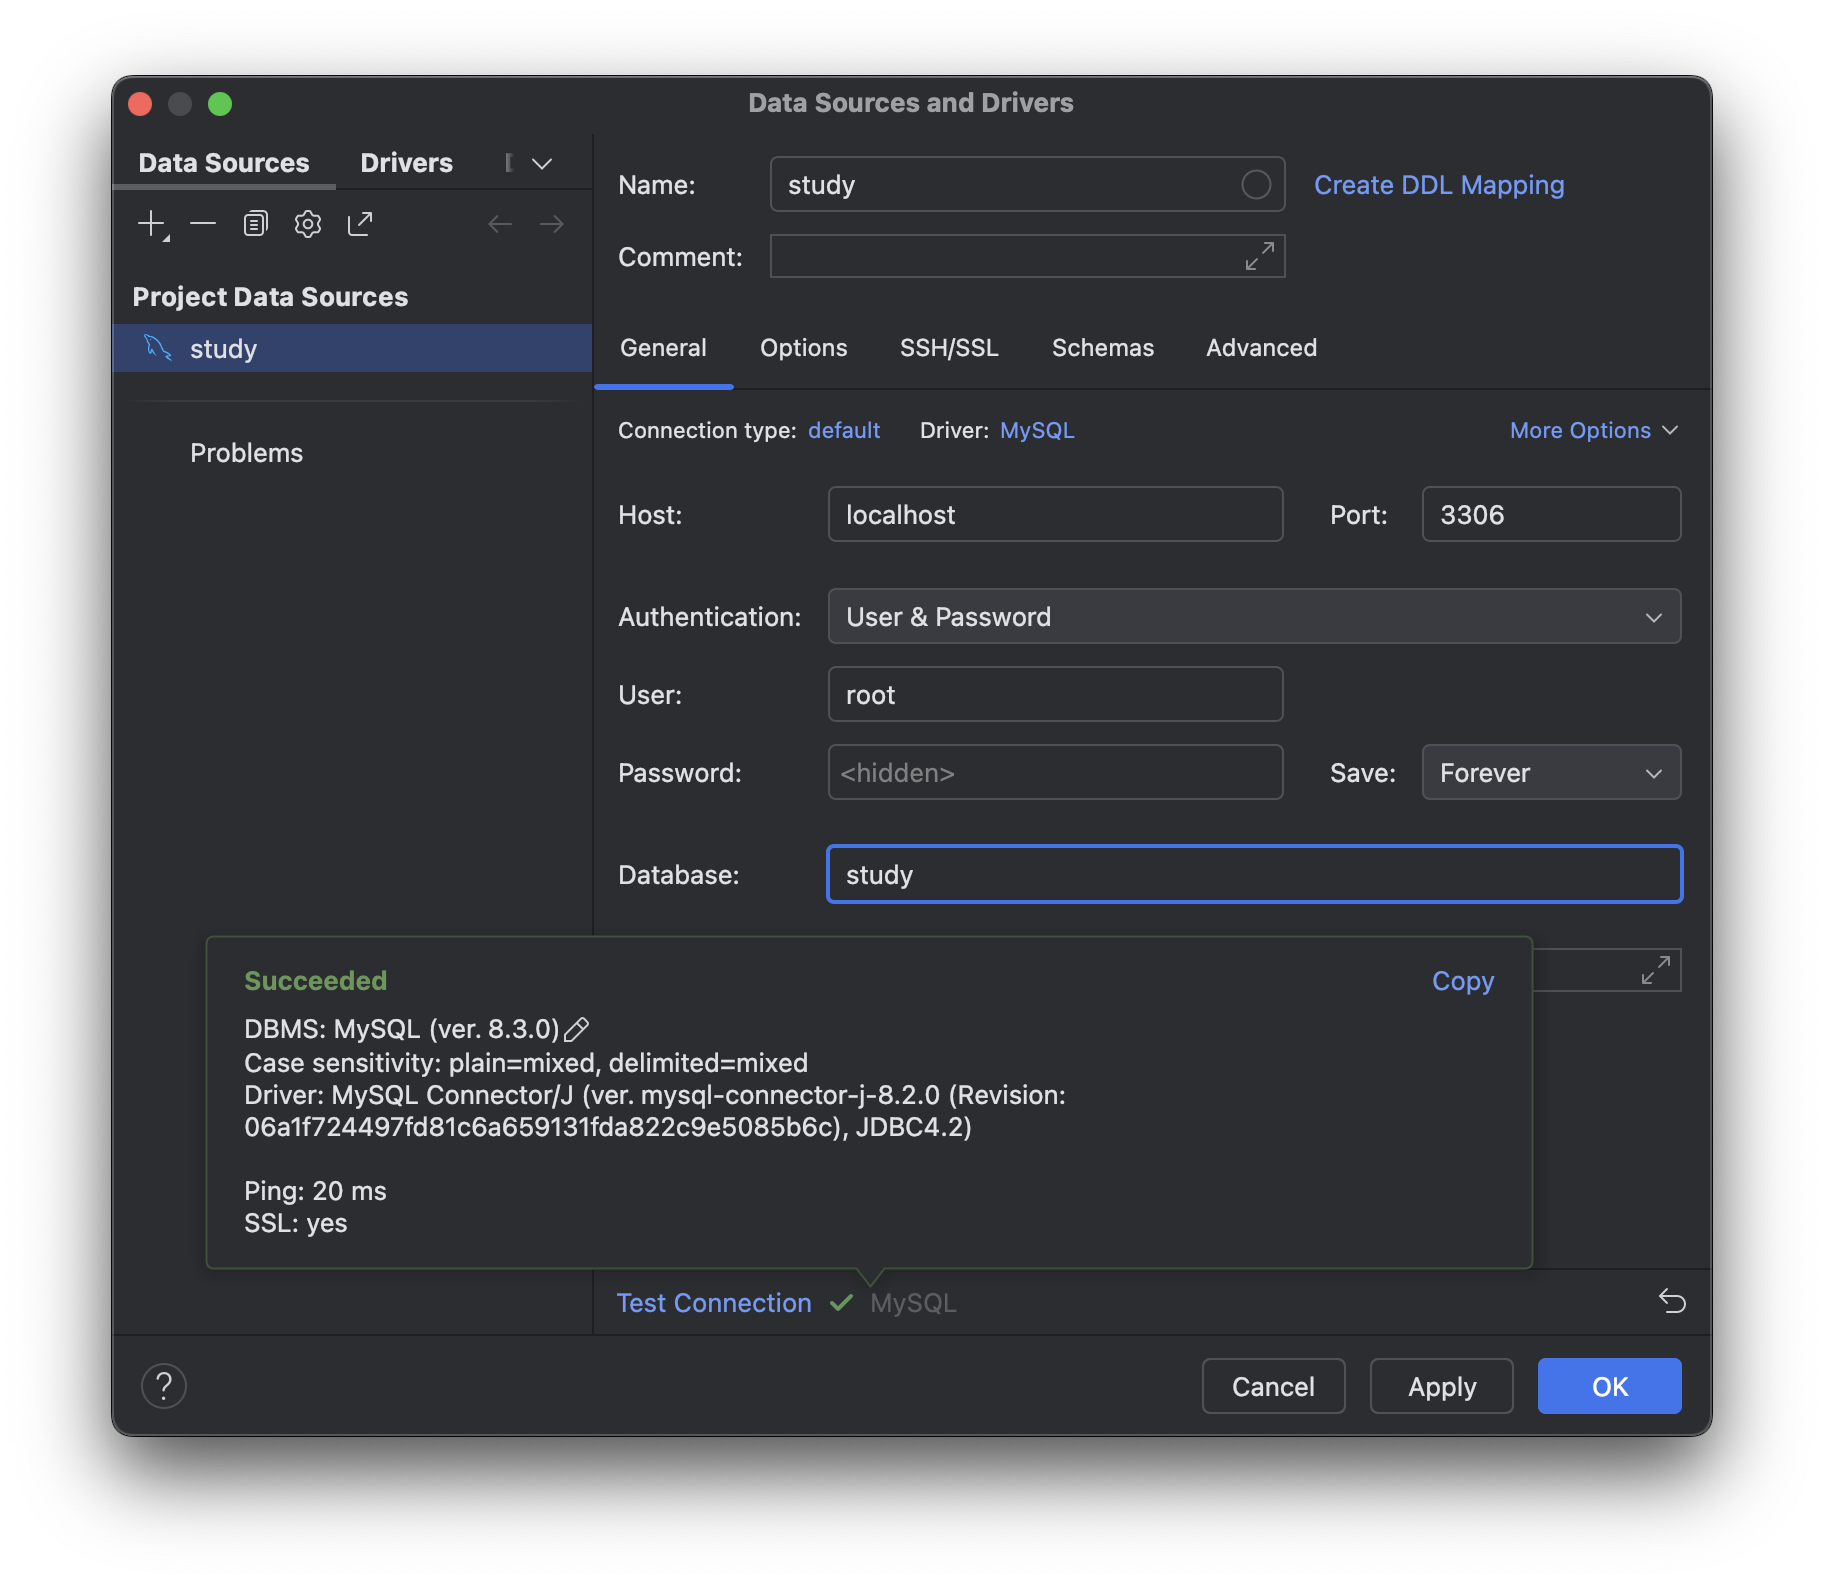 Data Sources and Drivers
Data Sources Drivers
Project Data Sources
study
Problems
Name: study Create DDL Mapping
Comment:
General Options SSH/SSL Schemas Advanced
Connection type: default Driver: MySQL More Options
Host: localhost Port: 3306
Authentication: User & Password
User: root
Password: <hidden> Save: Forever
Database: study
Succeeded Copy
DBMS: MySQL (ver. 8.3.0)
Case sensitivity: plain=mixed, delimited=mixed
Driver: MySQL Connector/J (ver. mysql-connector-j-8.2.0 (Revision:
06a1f724497fd81c6a659131fda822c9e5085b6c), JDBC4.2)
Ping: 20 ms
SSL: yes
Test Connection MySQL
? Cancel Apply OK